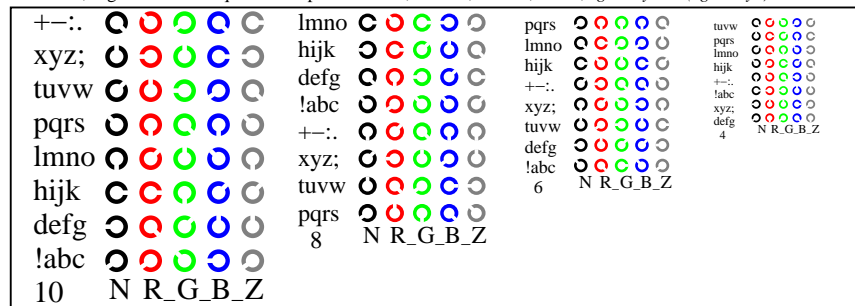 +−:.
xyz;
tuvw
pqrs
lmno
hijk
defg
!abc
10 N R_G_B_Z
lmno
hijk
defg
!abc
+−:.
xyz;
tuvw
pqrs
8 N R_G_B_Z
pqrs
lmno
hijk
+−:.
xyz;
tuvw
defg
!abc
6 N R_G_B_Z
tuvw
pqrs
lmno
hijk
+−:.
!abc
xyz;
defg
4 N R_G_B_Z